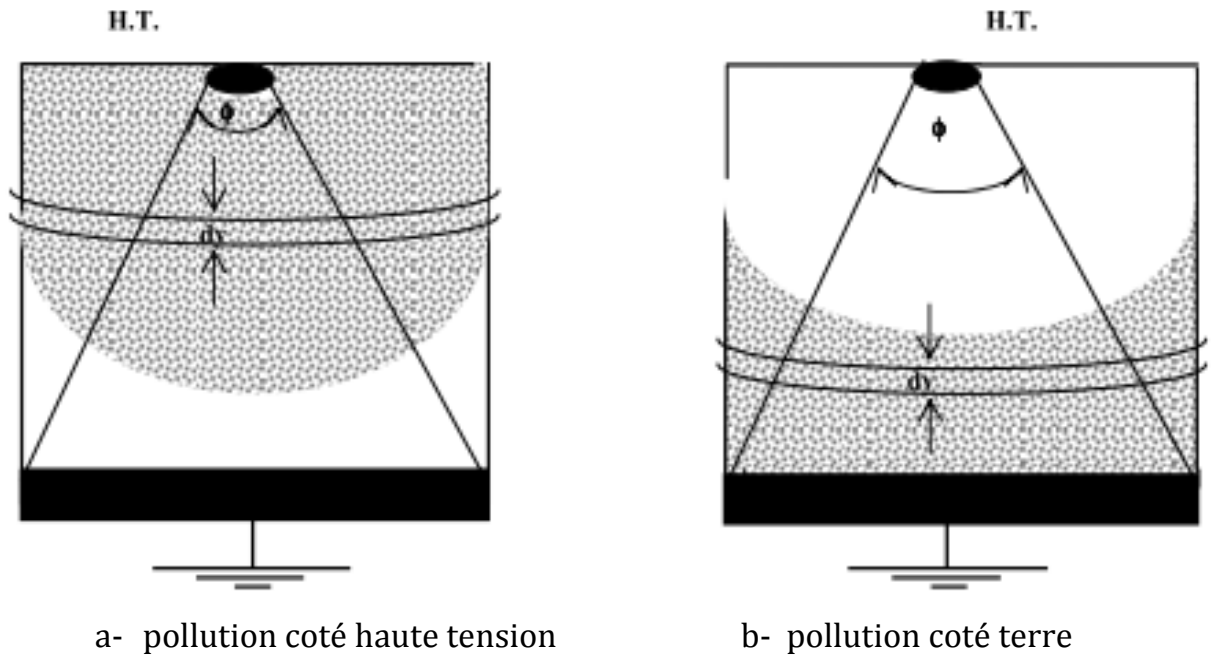 H.T. H.T.
ϕ ϕ
dy
dy
a- pollution coté haute tension b- pollution coté terre